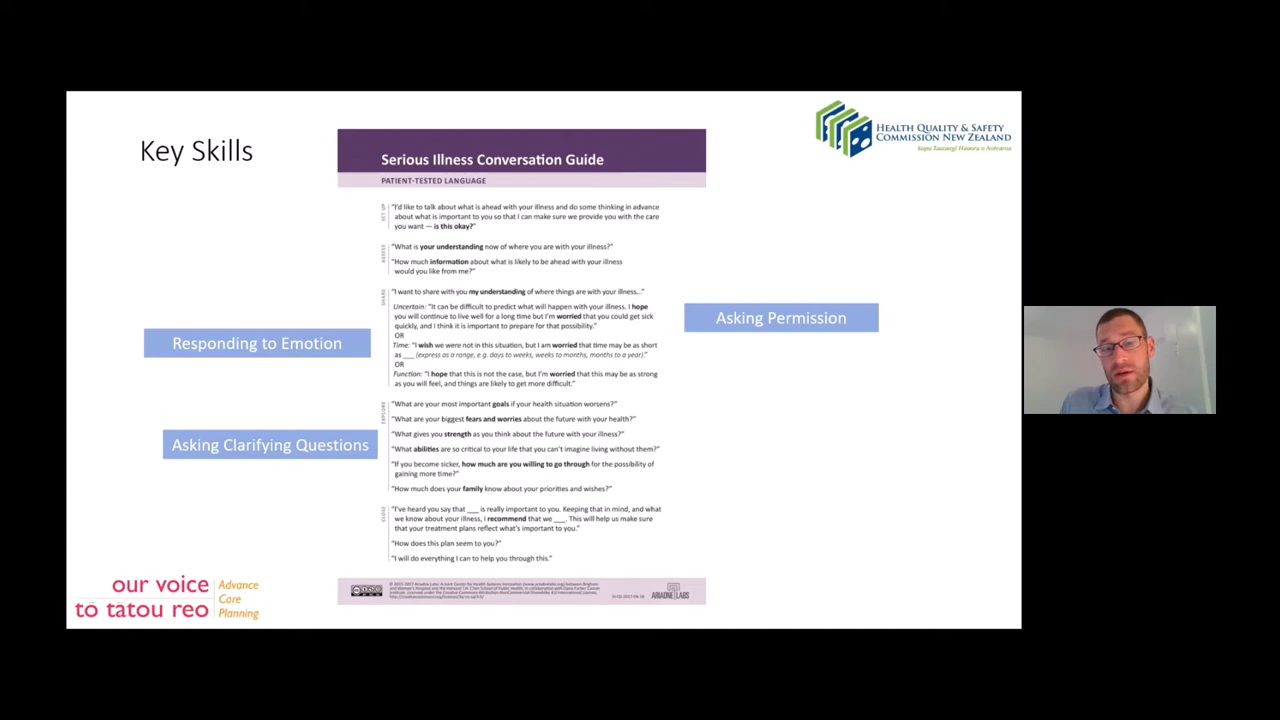 Key Skills
HEALTH QUALITY & SAFETY
COMMISSION NEW ZEALAND
Kupu Taurangi Hauora o Aotearoa
Serious Illness Conversation Guide
PATIENT-TESTED LANGUAGE
SET UP
"I'd like to talk about what is ahead with your illness and do some thinking in advance
about what is important to you so that I can make sure we provide you with the care
you want — is this okay?"
ASSESS
"What is your understanding now of where you are with your illness?"
"How much information about what is likely to be ahead with your illness
would you like from me?"
SHARE
"I want to share with you my understanding of where things are with your illness..."
Uncertain: "It can be difficult to predict what will happen with your illness. I hope
you will continue to live well for a long time but I'm worried that you could get sick
quickly, and I think it is important to prepare for that possibility."
OR
Time: "I wish we were not in this situation, but I am worried that time may be as short
as ___ (express as a range, e.g. days to weeks, weeks to months, months to a year)."
OR
Function: "I hope that this is not the case, but I'm worried that this may be as strong
as you will feel, and things are likely to get more difficult."
EXPLORE
"What are your most important goals if your health situation worsens?"
"What are your biggest fears and worries about the future with your health?"
"What gives you strength as you think about the future with your illness?"
"What abilities are so critical to your life that you can't imagine living without them?"
"If you become sicker, how much are you willing to go through for the possibility of
gaining more time?"
"How much does your family know about your priorities and wishes?"
CLOSE
"I've heard you say that ___ is really important to you. Keeping that in mind, and what
we know about your illness, I recommend that we ___. This will help us make sure
that your treatment plans reflect what's important to you."
"How does this plan seem to you?"
"I will do everything I can to help you through this."
Asking Permission
Responding to Emotion
Asking Clarifying Questions
ARIADNE LABS
our voice
tō tātou reo
Advance
Care
Planning